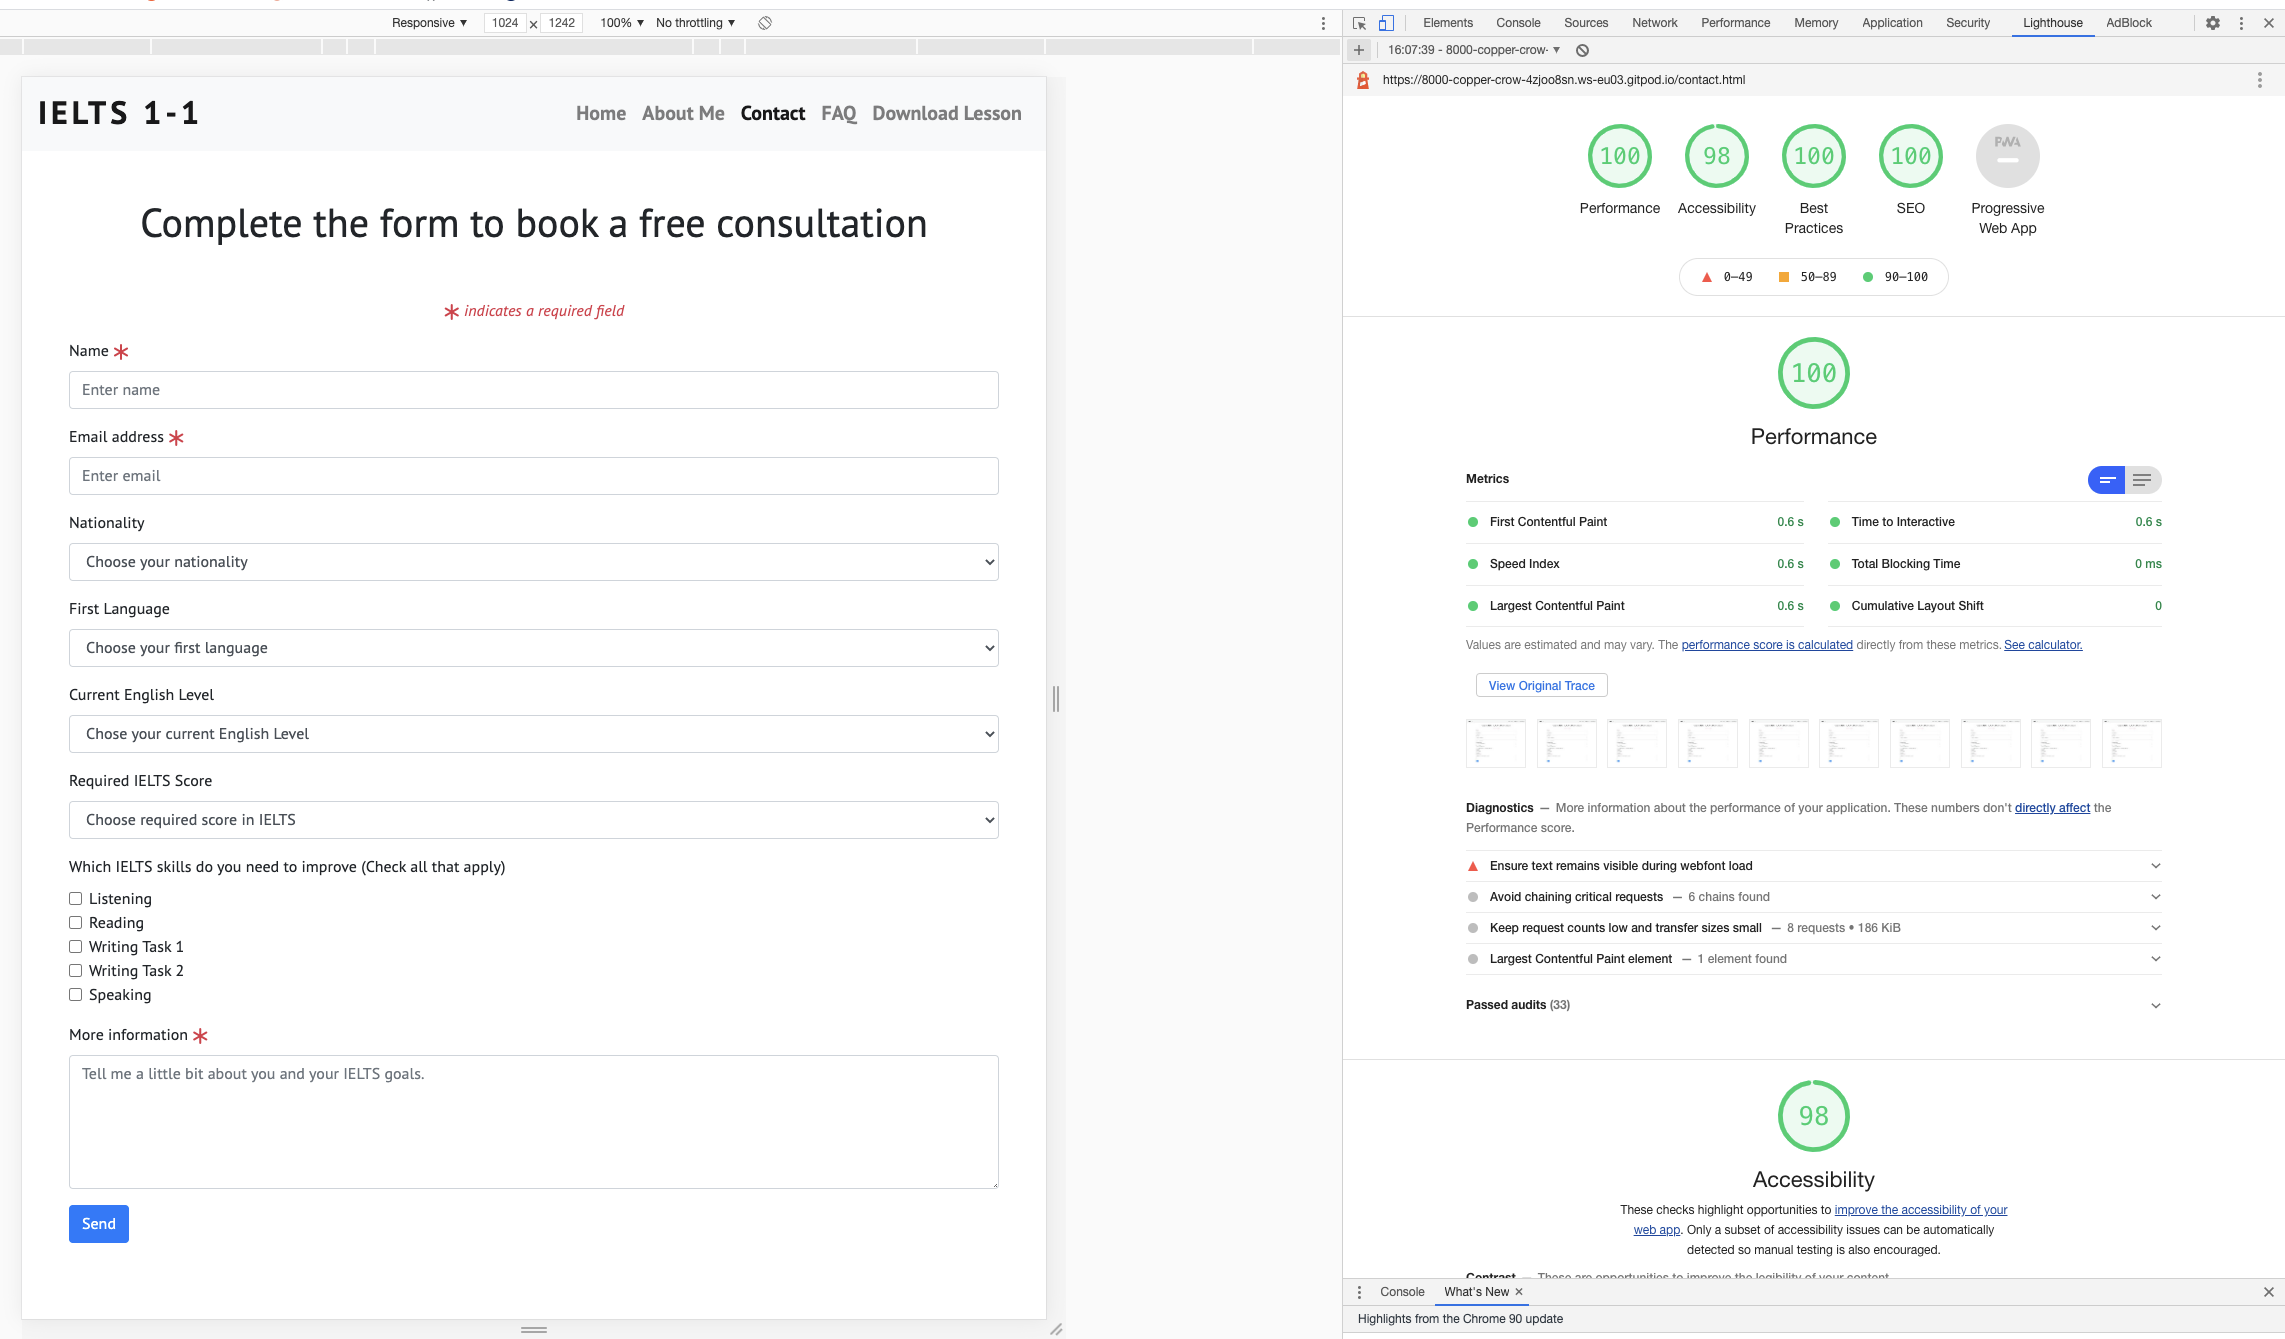 Responsive ▼ 1024 × 1242 100% ▼ No throttling ▼
IELTS 1-1
Home About Me Contact FAQ Download Lesson
Complete the form to book a free consultation
* indicates a required field
Name *
Enter name
Email address *
Enter email
Nationality
Choose your nationality
First Language
Choose your first language
Current English Level
Chose your current English Level
Required IELTS Score
Choose required score in IELTS
Which IELTS skills do you need to improve (Check all that apply)
Listening
Reading
Writing Task 1
Writing Task 2
Speaking
More information *
Tell me a little bit about you and your IELTS goals.
Send
Elements Console Sources Network Performance Memory Application Security Lighthouse AdBlock
16:07:39 - 8000-copper-crow- ▼
https://8000-copper-crow-4zjoo8sn.ws-eu03.gitpod.io/contact.html
100 98 100 100 PWA
Performance Accessibility Best Practices SEO Progressive Web App
0–49 50–89 90–100
100
Performance
Metrics
First Contentful Paint 0.6 s
Time to Interactive 0.6 s
Speed Index 0.6 s
Total Blocking Time 0 ms
Largest Contentful Paint 0.6 s
Cumulative Layout Shift 0
Values are estimated and may vary. The performance score is calculated directly from these metrics. See calculator.
View Original Trace
Diagnostics — More information about the performance of your application. These numbers don't directly affect the
Performance score.
Ensure text remains visible during webfont load
Avoid chaining critical requests — 6 chains found
Keep request counts low and transfer sizes small — 8 requests • 186 KiB
Largest Contentful Paint element — 1 element found
Passed audits (33)
98
Accessibility
These checks highlight opportunities to improve the accessibility of your
web app. Only a subset of accessibility issues can be automatically
detected so manual testing is also encouraged.
Contrast — These are opportunities to improve the legibility of your content.
Console What's New ×
Highlights from the Chrome 90 update